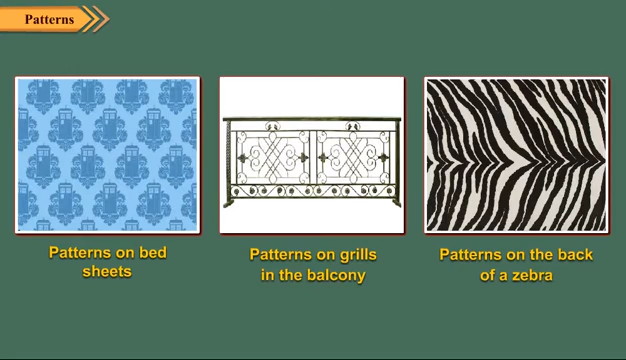 Patterns
Patterns on bed
sheets
Patterns on grills
in the balcony
Patterns on the back
of a zebra